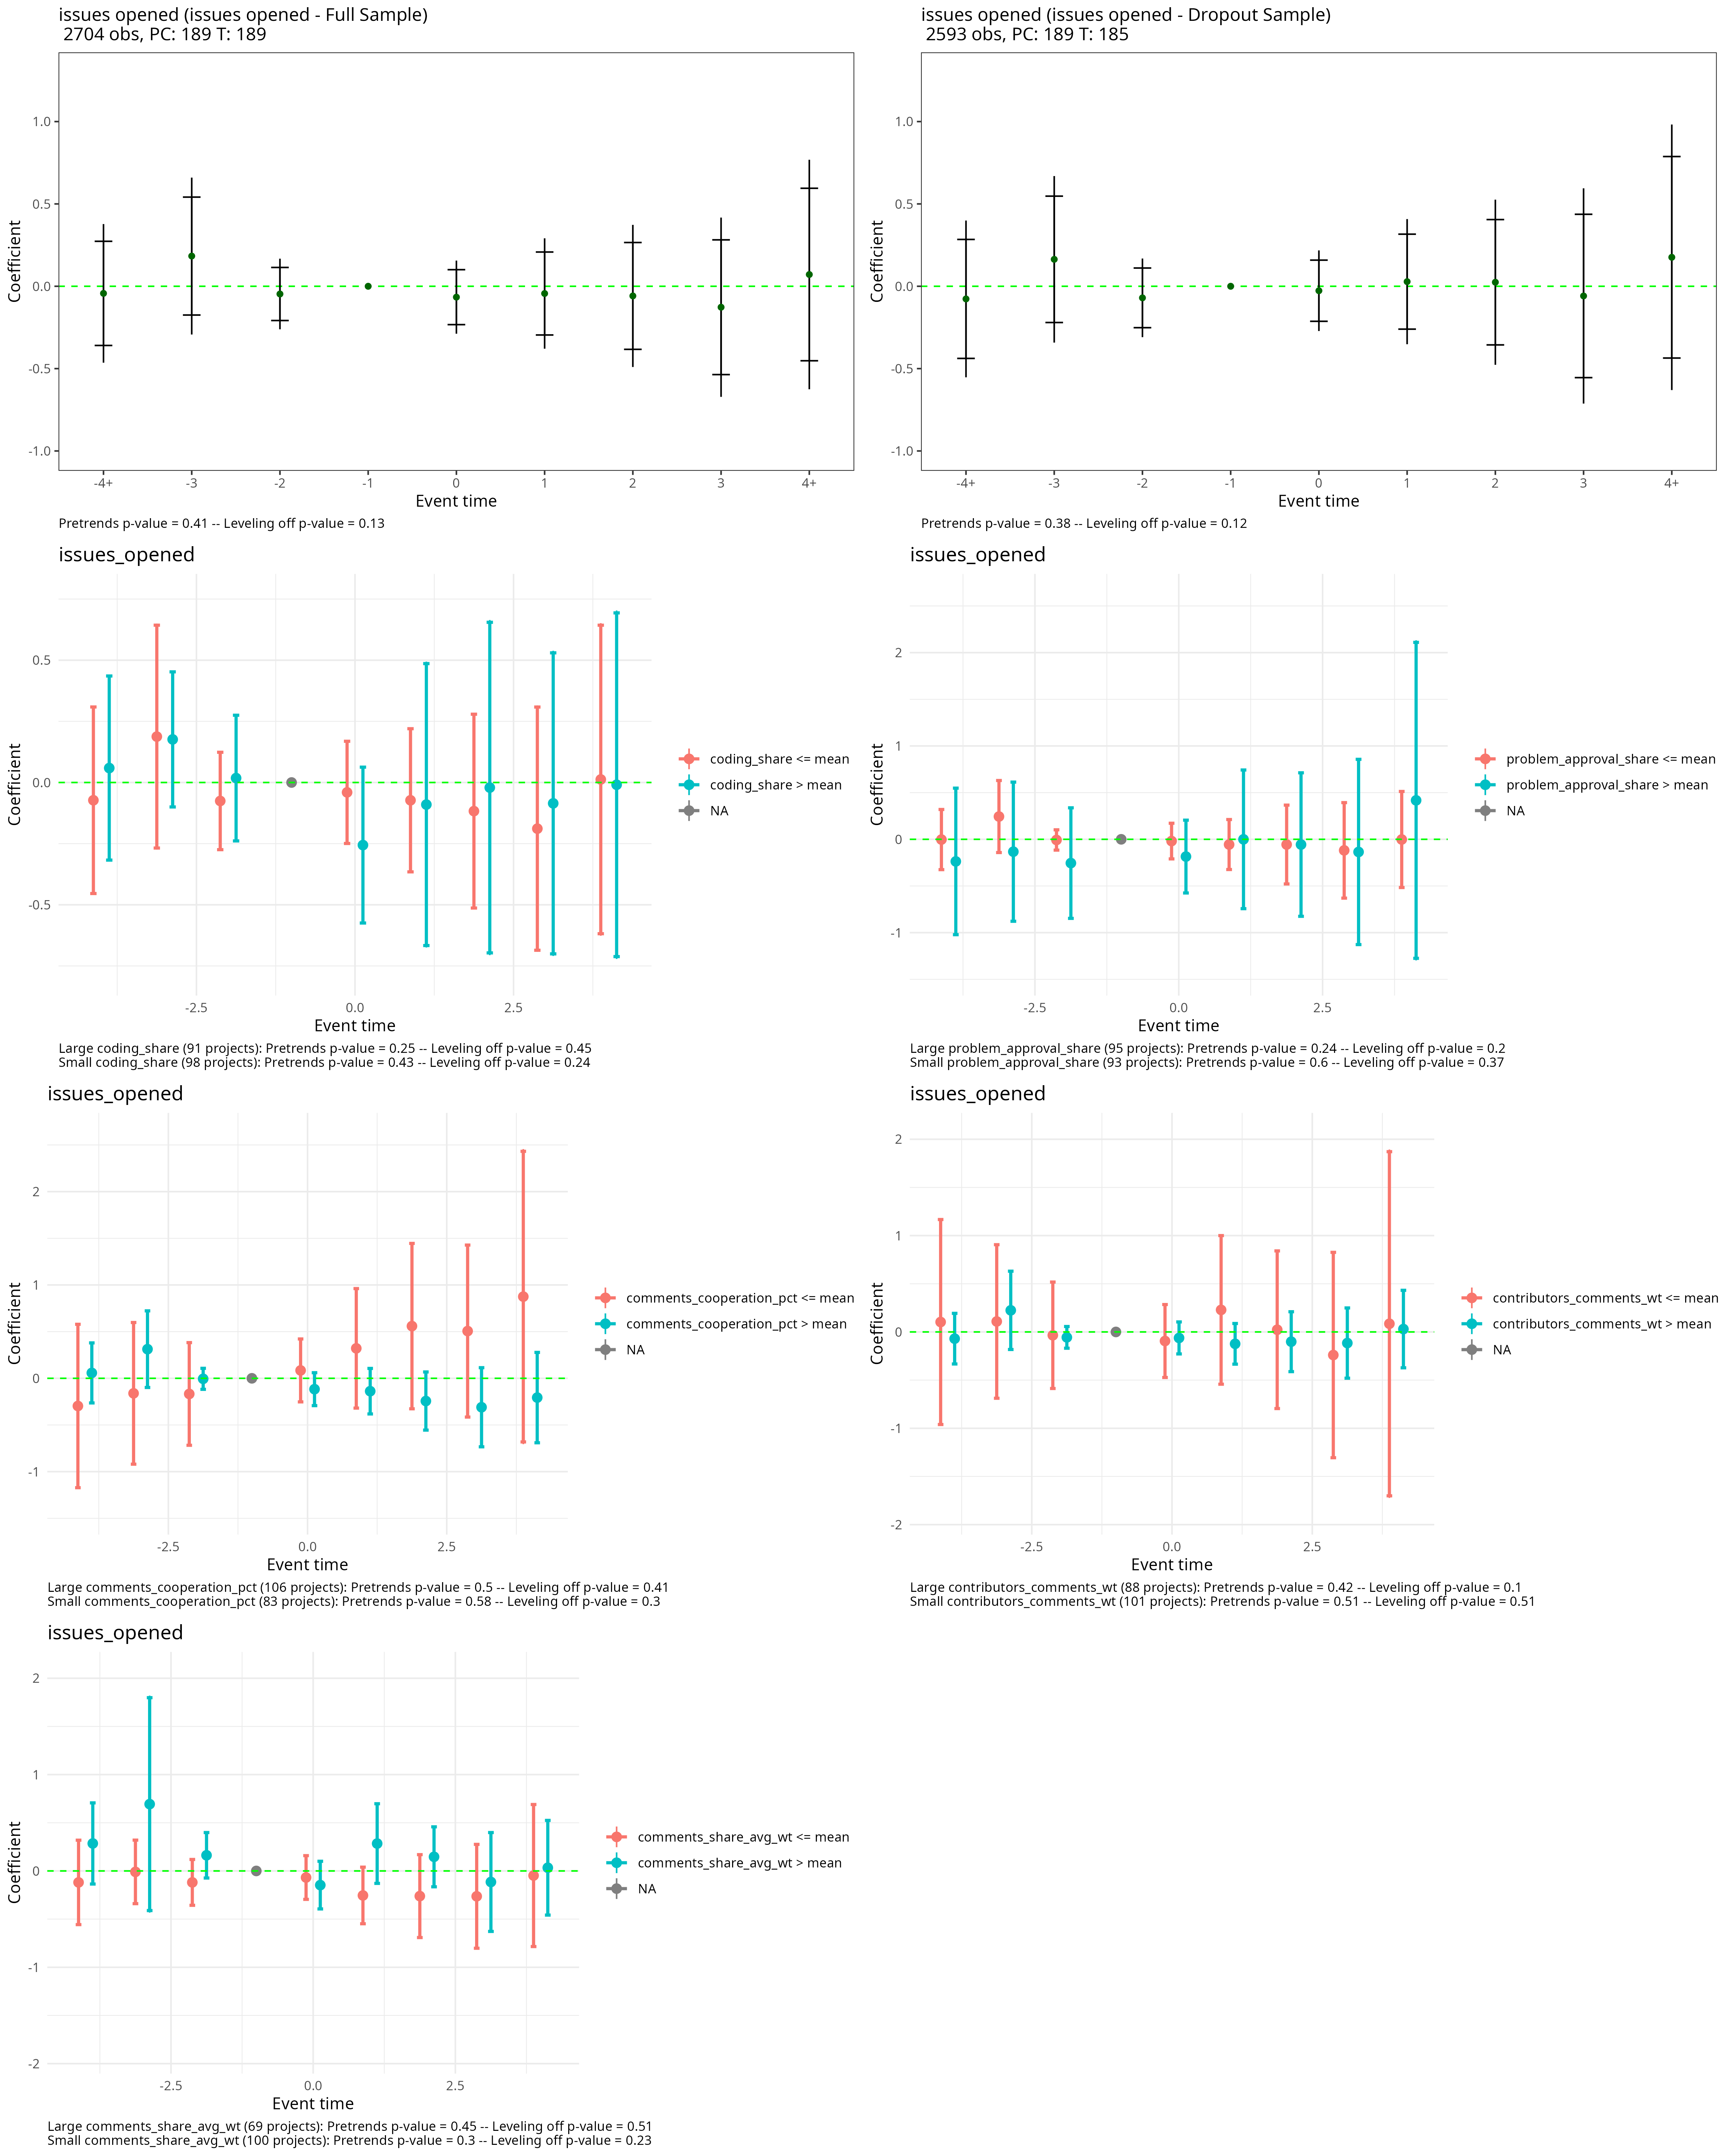 issues opened (issues opened - Full Sample)
2704 obs, PC: 189 T: 189
Coefficient
1.0
0.5
0.0
-0.5
-1.0
-4+ -3 -2 -1 0 1 2 3 4+
Event time
Pretrends p-value = 0.41 -- Leveling off p-value = 0.13
issues opened (issues opened - Dropout Sample)
2593 obs, PC: 189 T: 185
Coefficient
1.0
0.5
0.0
-0.5
-1.0
-4+ -3 -2 -1 0 1 2 3 4+
Event time
Pretrends p-value = 0.38 -- Leveling off p-value = 0.12
issues_opened
Coefficient
0.5
0.0
-0.5
-2.5 0.0 2.5
Event time
coding_share <= mean
coding_share > mean
NA
Large coding_share (91 projects): Pretrends p-value = 0.25 -- Leveling off p-value = 0.45
Small coding_share (98 projects): Pretrends p-value = 0.43 -- Leveling off p-value = 0.24
issues_opened
Coefficient
2
1
0
-1
-2.5 0.0 2.5
Event time
problem_approval_share <= mean
problem_approval_share > mean
NA
Large problem_approval_share (95 projects): Pretrends p-value = 0.24 -- Leveling off p-value = 0.2
Small problem_approval_share (93 projects): Pretrends p-value = 0.6 -- Leveling off p-value = 0.37
issues_opened
Coefficient
2
1
0
-1
-2.5 0.0 2.5
Event time
comments_cooperation_pct <= mean
comments_cooperation_pct > mean
NA
Large comments_cooperation_pct (106 projects): Pretrends p-value = 0.5 -- Leveling off p-value = 0.41
Small comments_cooperation_pct (83 projects): Pretrends p-value = 0.58 -- Leveling off p-value = 0.3
issues_opened
Coefficient
2
1
0
-1
-2
-2.5 0.0 2.5
Event time
contributors_comments_wt <= mean
contributors_comments_wt > mean
NA
Large contributors_comments_wt (88 projects): Pretrends p-value = 0.42 -- Leveling off p-value = 0.1
Small contributors_comments_wt (101 projects): Pretrends p-value = 0.51 -- Leveling off p-value = 0.51
issues_opened
Coefficient
2
1
0
-1
-2
-2.5 0.0 2.5
Event time
comments_share_avg_wt <= mean
comments_share_avg_wt > mean
NA
Large comments_share_avg_wt (69 projects): Pretrends p-value = 0.45 -- Leveling off p-value = 0.51
Small comments_share_avg_wt (100 projects): Pretrends p-value = 0.3 -- Leveling off p-value = 0.23